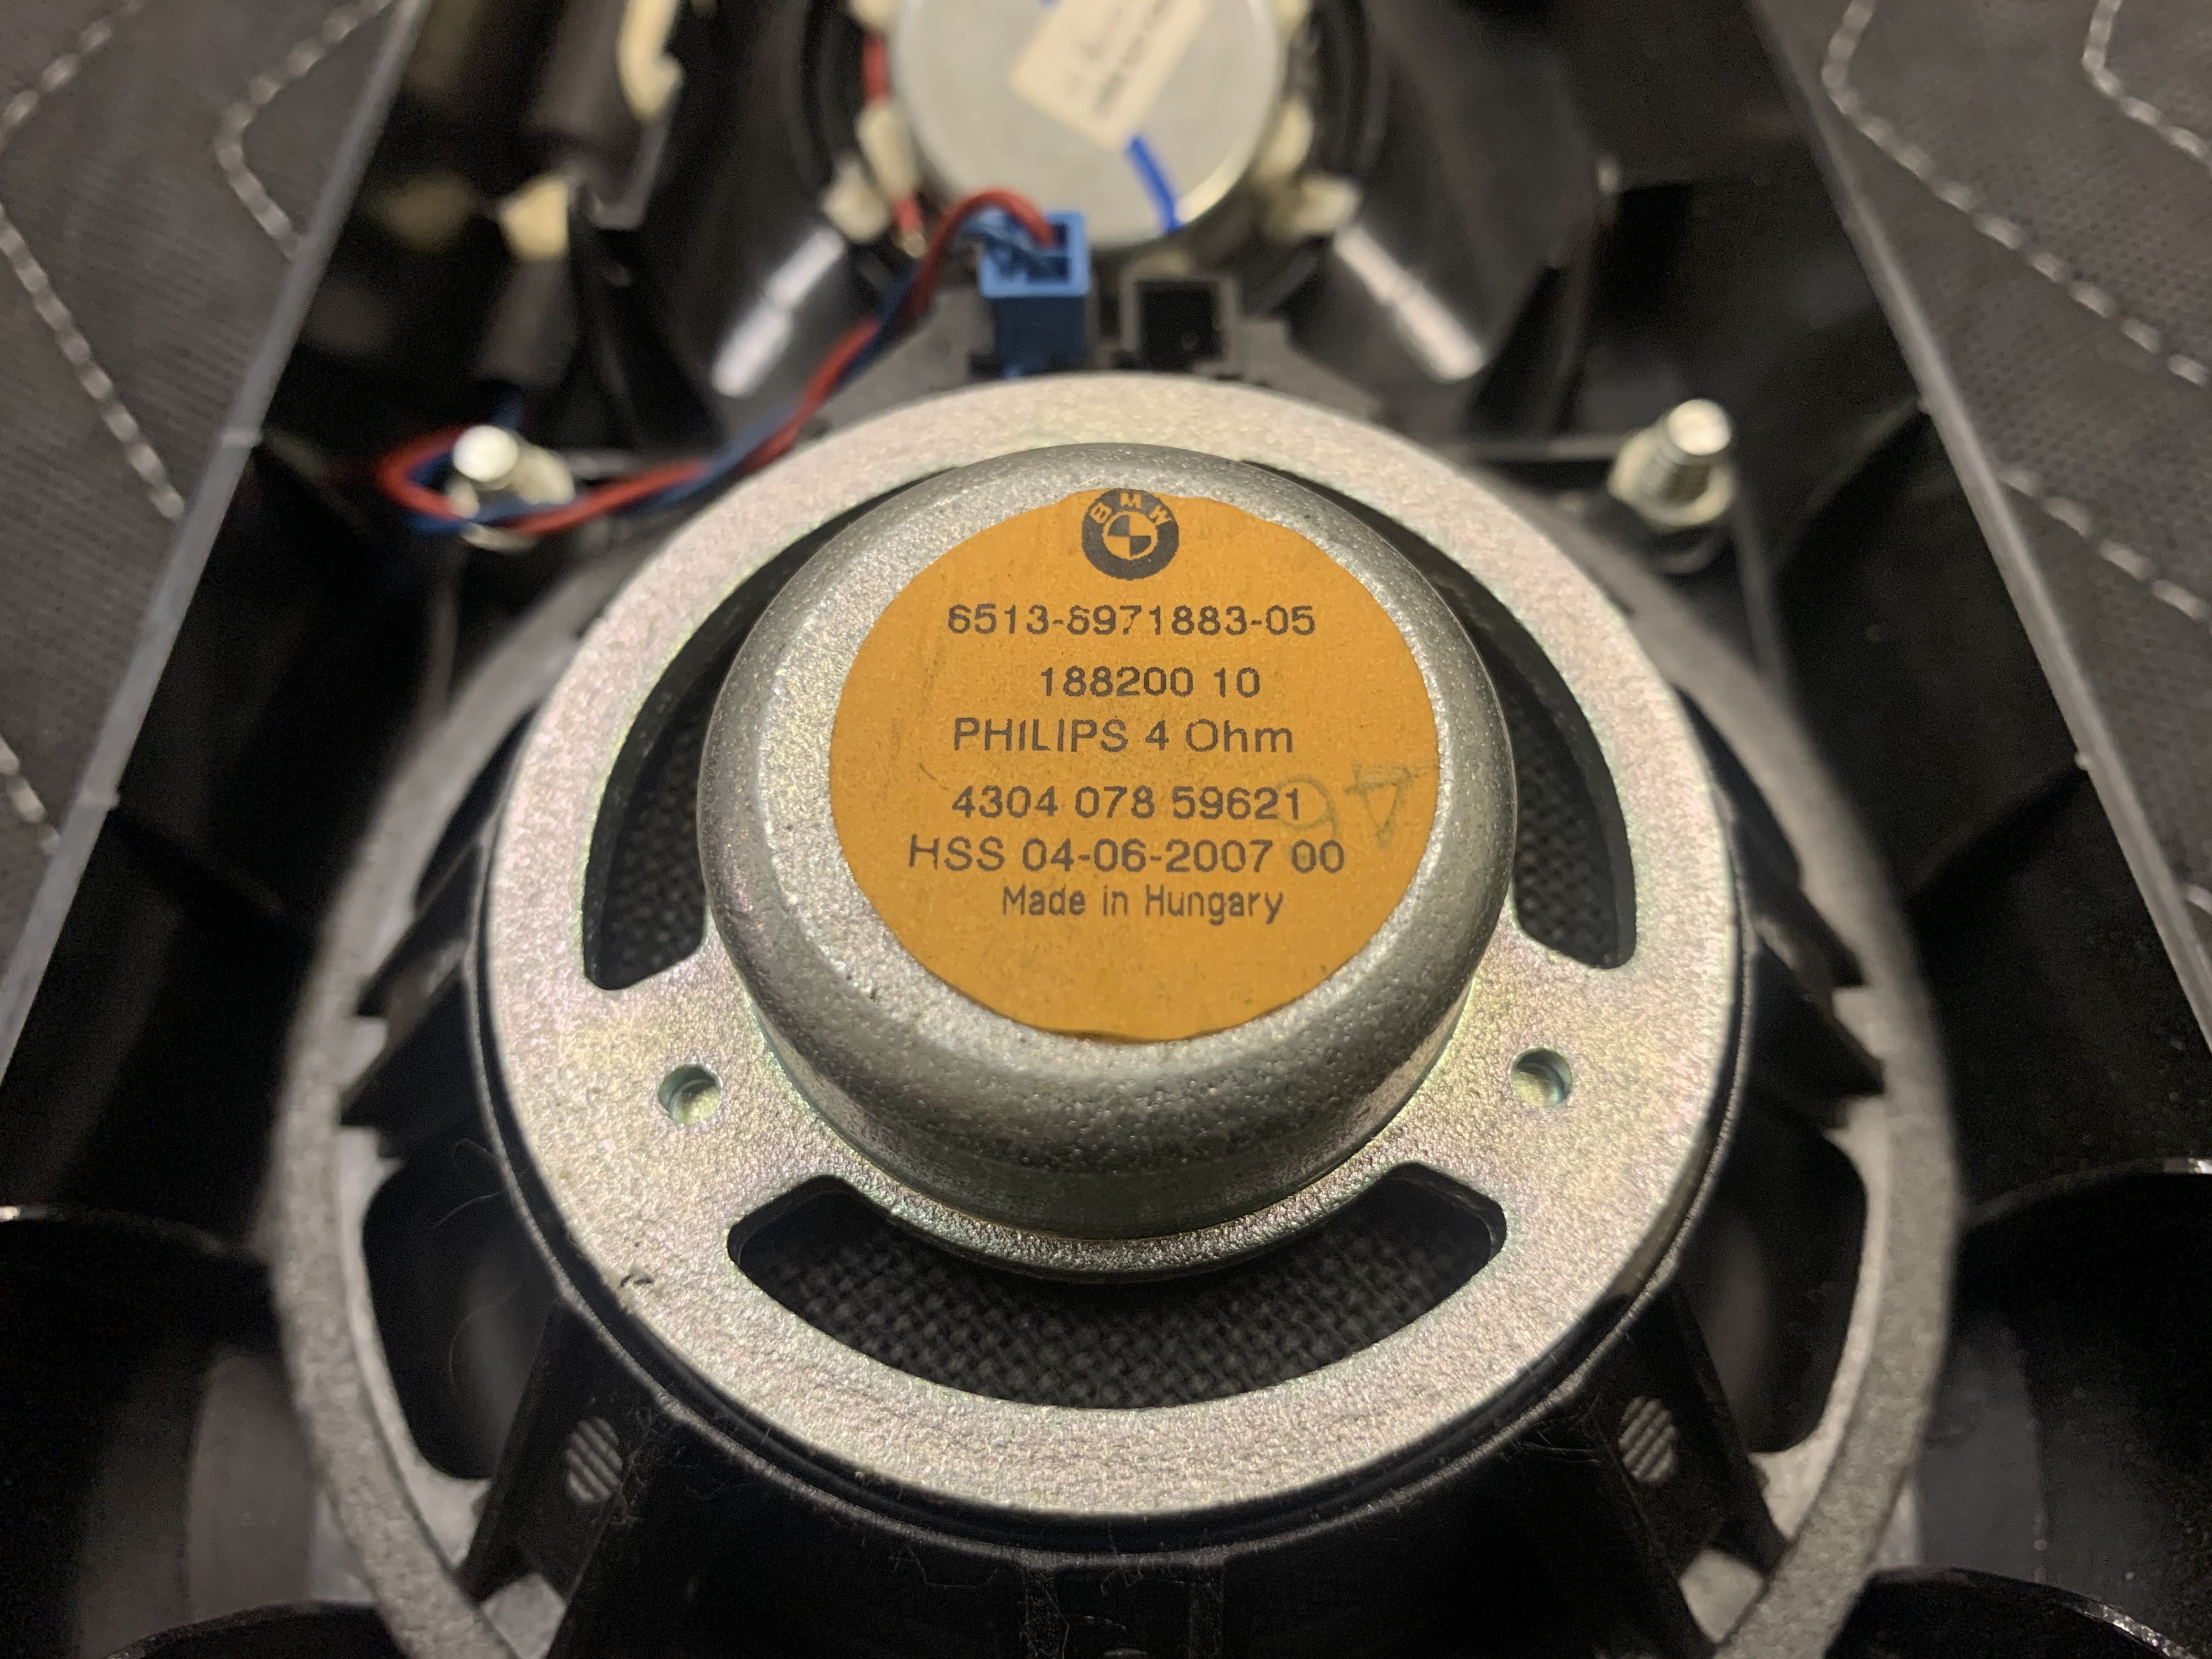 BMW
6513-6971883-05
188200 10
PHILIPS 4 Ohm
4304 078 59621
46
HSS 04-06-2007 00
Made in Hungary